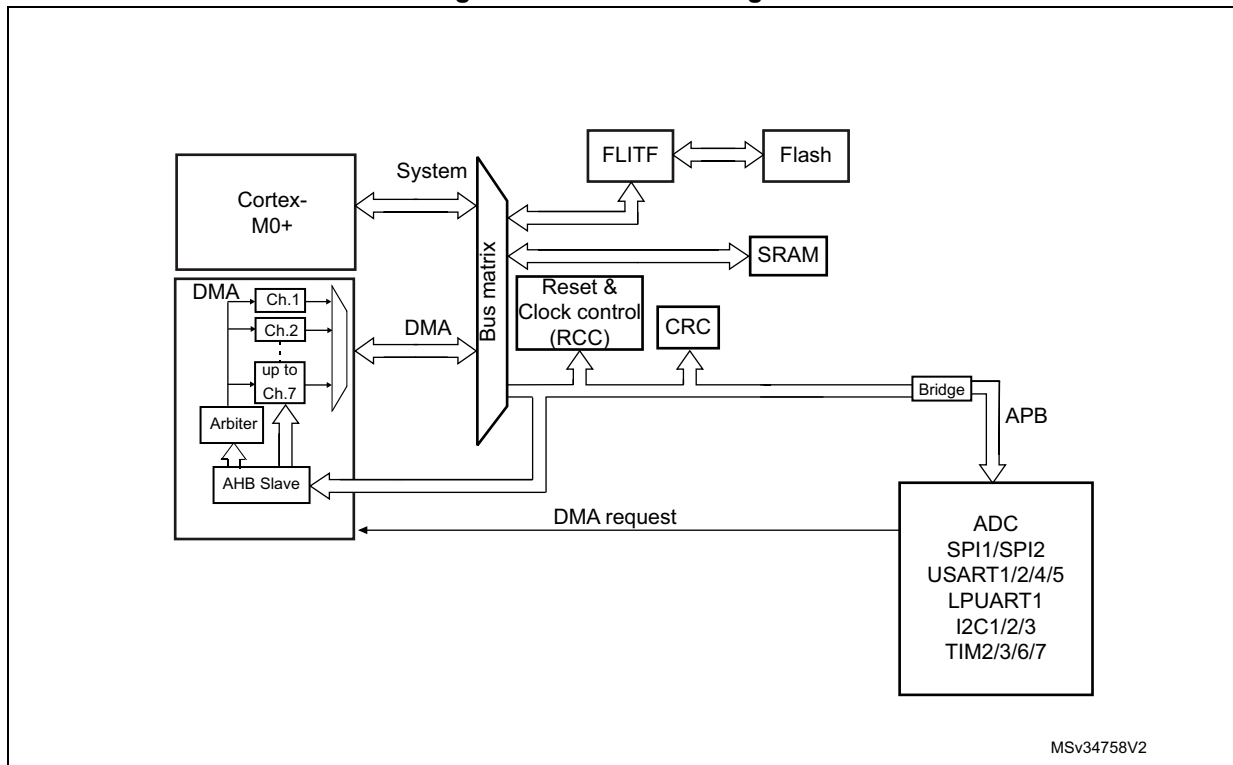 Cortex-
M0+
System
FLITF
Flash
SRAM
Bus matrix
DMA
Ch.1
Ch.2
up to
Ch.7
Arbiter
AHB Slave
DMA
Reset &
Clock control
(RCC)
CRC
Bridge
APB
DMA request
ADC
SPI1/SPI2
USART1/2/4/5
LPUART1
I2C1/2/3
TIM2/3/6/7
MSv34758V2